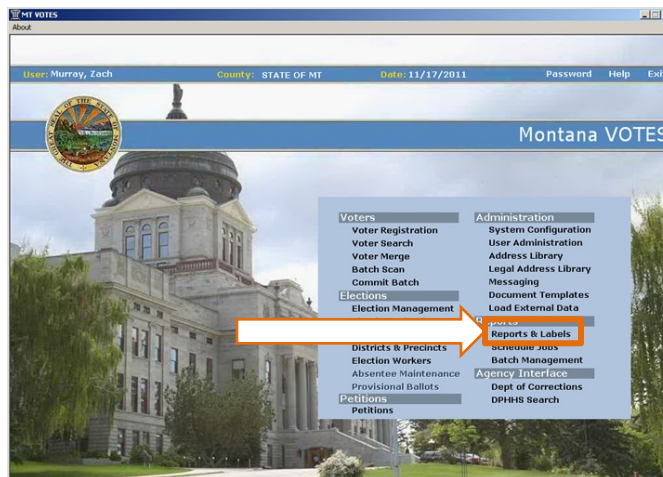 MT VOTES
About
User: Murray, Zach County: STATE OF MT Date: 11/17/2011 Password Help Exi
Montana VOTES
Voters
Voter Registration
Voter Search
Voter Merge
Batch Scan
Commit Batch
Elections
Election Management
Districts & Precincts
Election Workers
Absentee Maintenance
Provisional Ballots
Petitions
Petitions
Administration
System Configuration
User Administration
Address Library
Legal Address Library
Messaging
Document Templates
Load External Data
Reports
Reports & Labels
Schedule Jobs
Batch Management
Agency Interface
Dept of Corrections
DPHHS Search